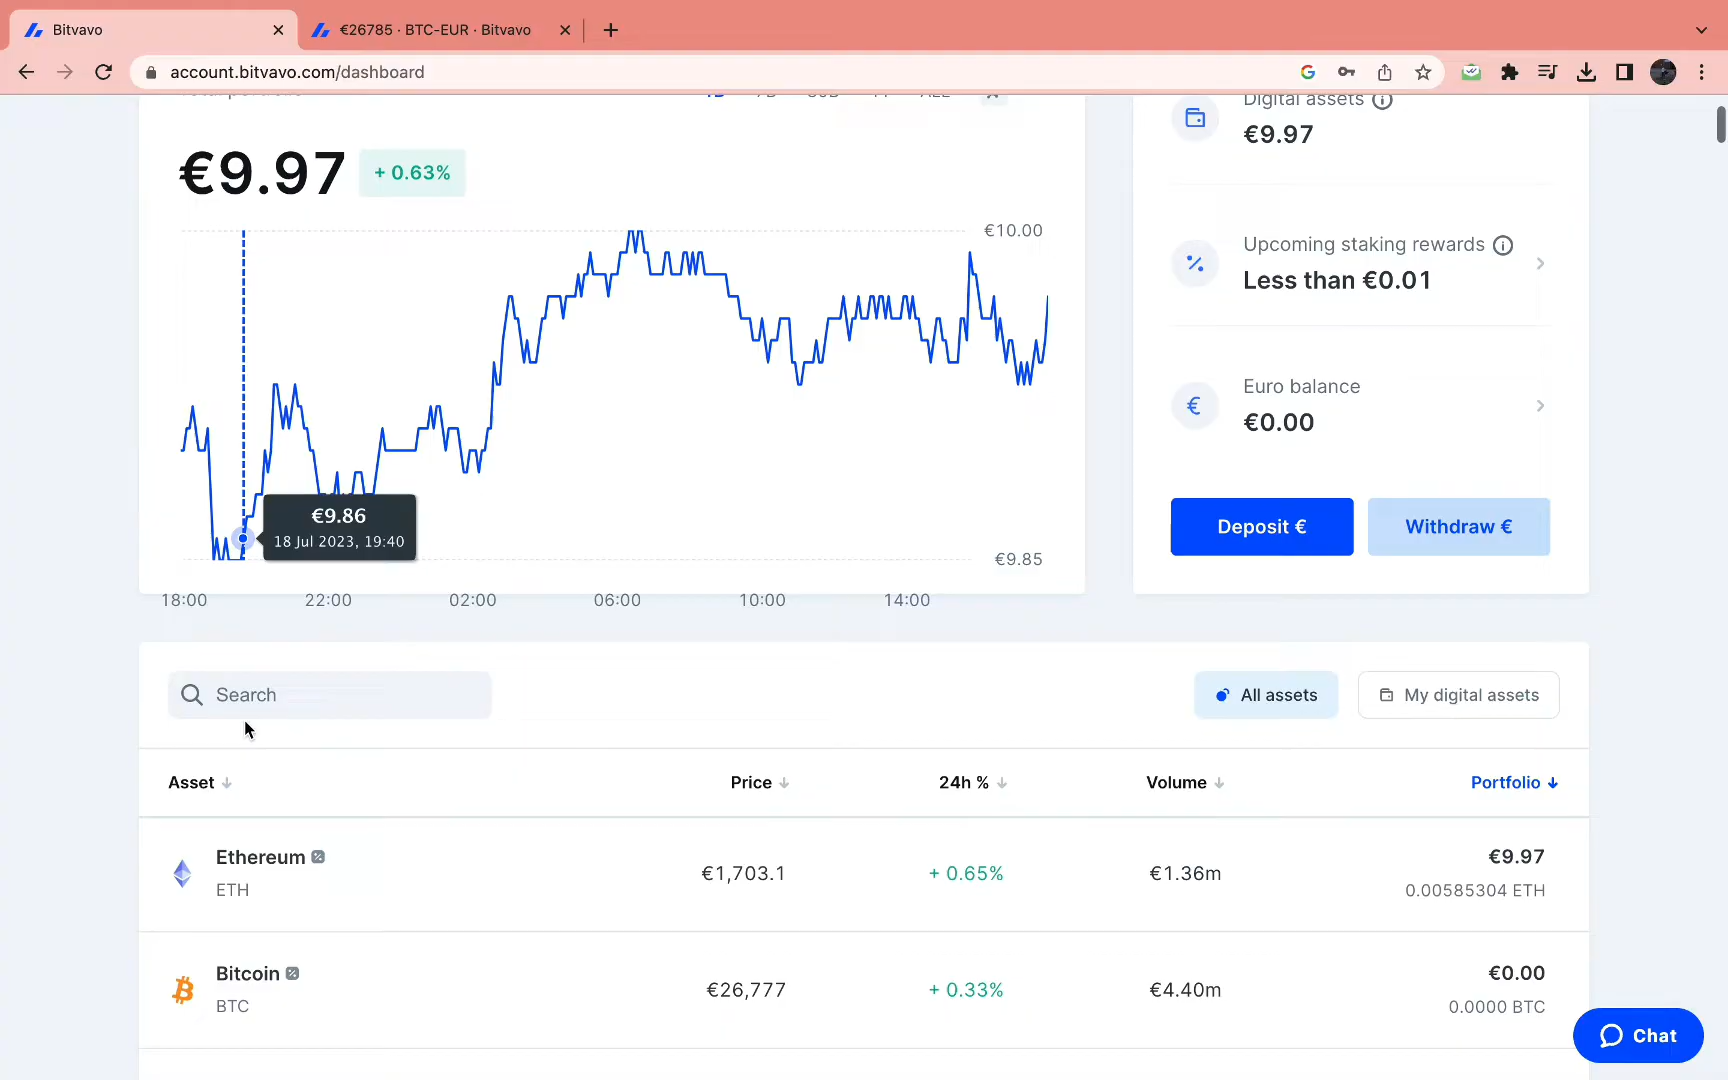 Bitvavo
€26785 · BTC-EUR · Bitvavo
account.bitvavo.com/dashboard
€9.97
+ 0.63%
€10.00
€9.86
18 Jul 2023, 19:40
€9.85
18:00
22:00
02:00
06:00
10:00
14:00
Digital assets
€9.97
Upcoming staking rewards
Less than €0.01
Euro balance
€0.00
Deposit €
Withdraw €
Search
All assets
My digital assets
Asset
Price
24h %
Volume
Portfolio
Ethereum
ETH
€1,703.1
+ 0.65%
€1.36m
€9.97
0.00585304 ETH
Bitcoin
BTC
€26,777
+ 0.33%
€4.40m
€0.00
0.0000 BTC
Chat